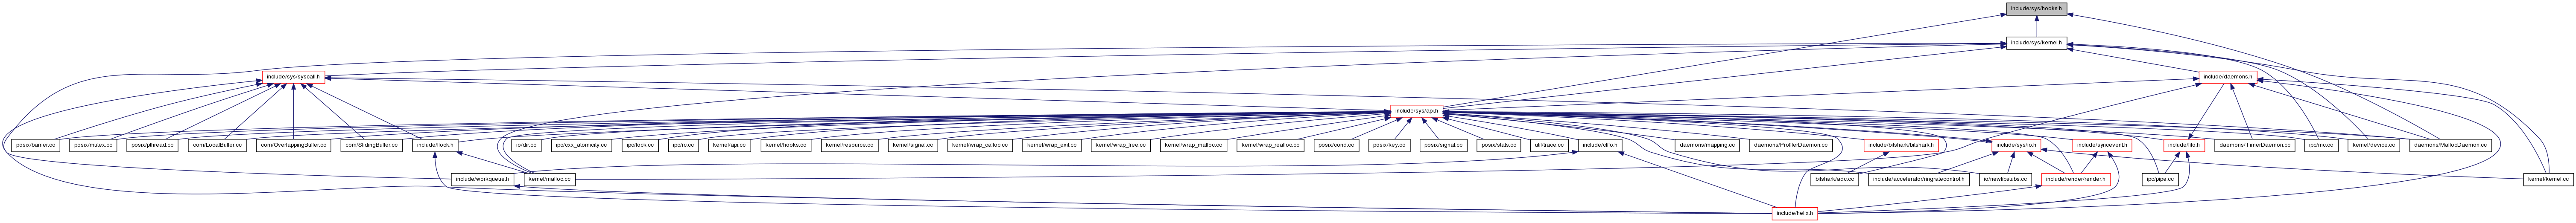 include/sys/hooks.h
include/sys/kernel.h
include/sys/syscall.h
include/daemons.h
include/sys/api.h
posix/barrier.cc
posix/mutex.cc
posix/pthread.cc
com/LocalBuffer.cc
com/OverlappingBuffer.cc
com/SlidingBuffer.cc
include/llock.h
io/dir.cc
ipc/cxx_atomicity.cc
ipc/lock.cc
ipc/rc.cc
kernel/api.cc
kernel/hooks.cc
kernel/resource.cc
kernel/signal.cc
kernel/wrap_calloc.cc
kernel/wrap_exit.cc
kernel/wrap_free.cc
kernel/wrap_malloc.cc
kernel/wrap_realloc.cc
posix/cond.cc
posix/key.cc
posix/signal.cc
posix/stats.cc
util/trace.cc
include/cfifo.h
daemons/mapping.cc
daemons/ProfilerDaemon.cc
include/bitshark/bitshark.h
include/sys/io.h
include/syncevent.h
include/fifo.h
daemons/TimerDaemon.cc
ipc/mc.cc
kernel/device.cc
daemons/MallocDaemon.cc
include/workqueue.h
kernel/malloc.cc
bitshark/adc.cc
include/accelerator/ringratecontrol.h
io/newlibstubs.cc
include/render/render.h
ipc/pipe.cc
kernel/kernel.cc
include/helix.h